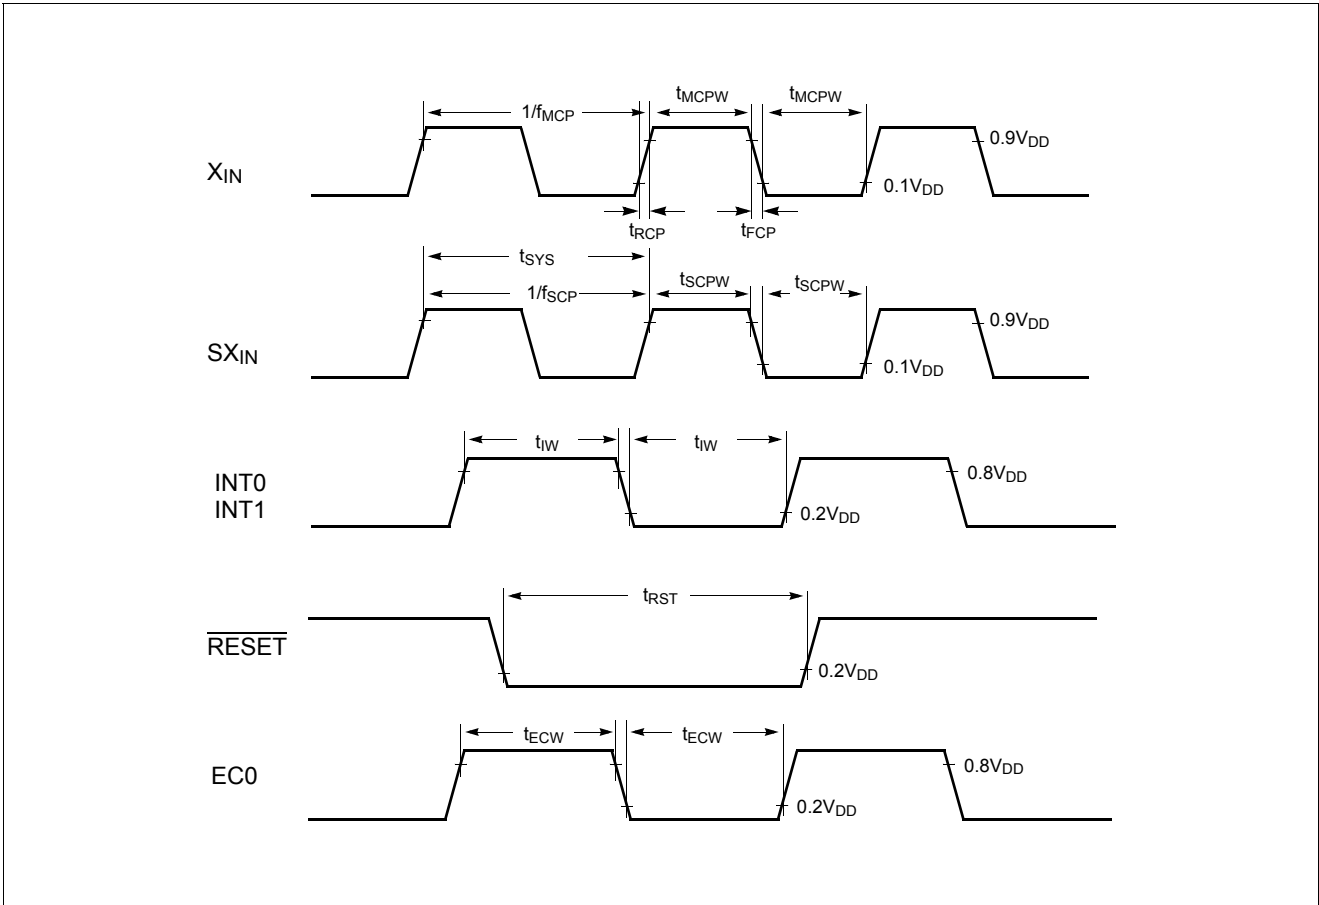 1/fMCP tMCPW tMCPW
XIN
0.9VDD
0.1VDD
tRCP tFCP
tSYS
1/fSCP tSCPW tSCPW
SXIN
0.9VDD
0.1VDD
tIW tIW
INT0
INT1
0.8VDD
0.2VDD
tRST
RESET
0.2VDD
tECW tECW
EC0
0.8VDD
0.2VDD